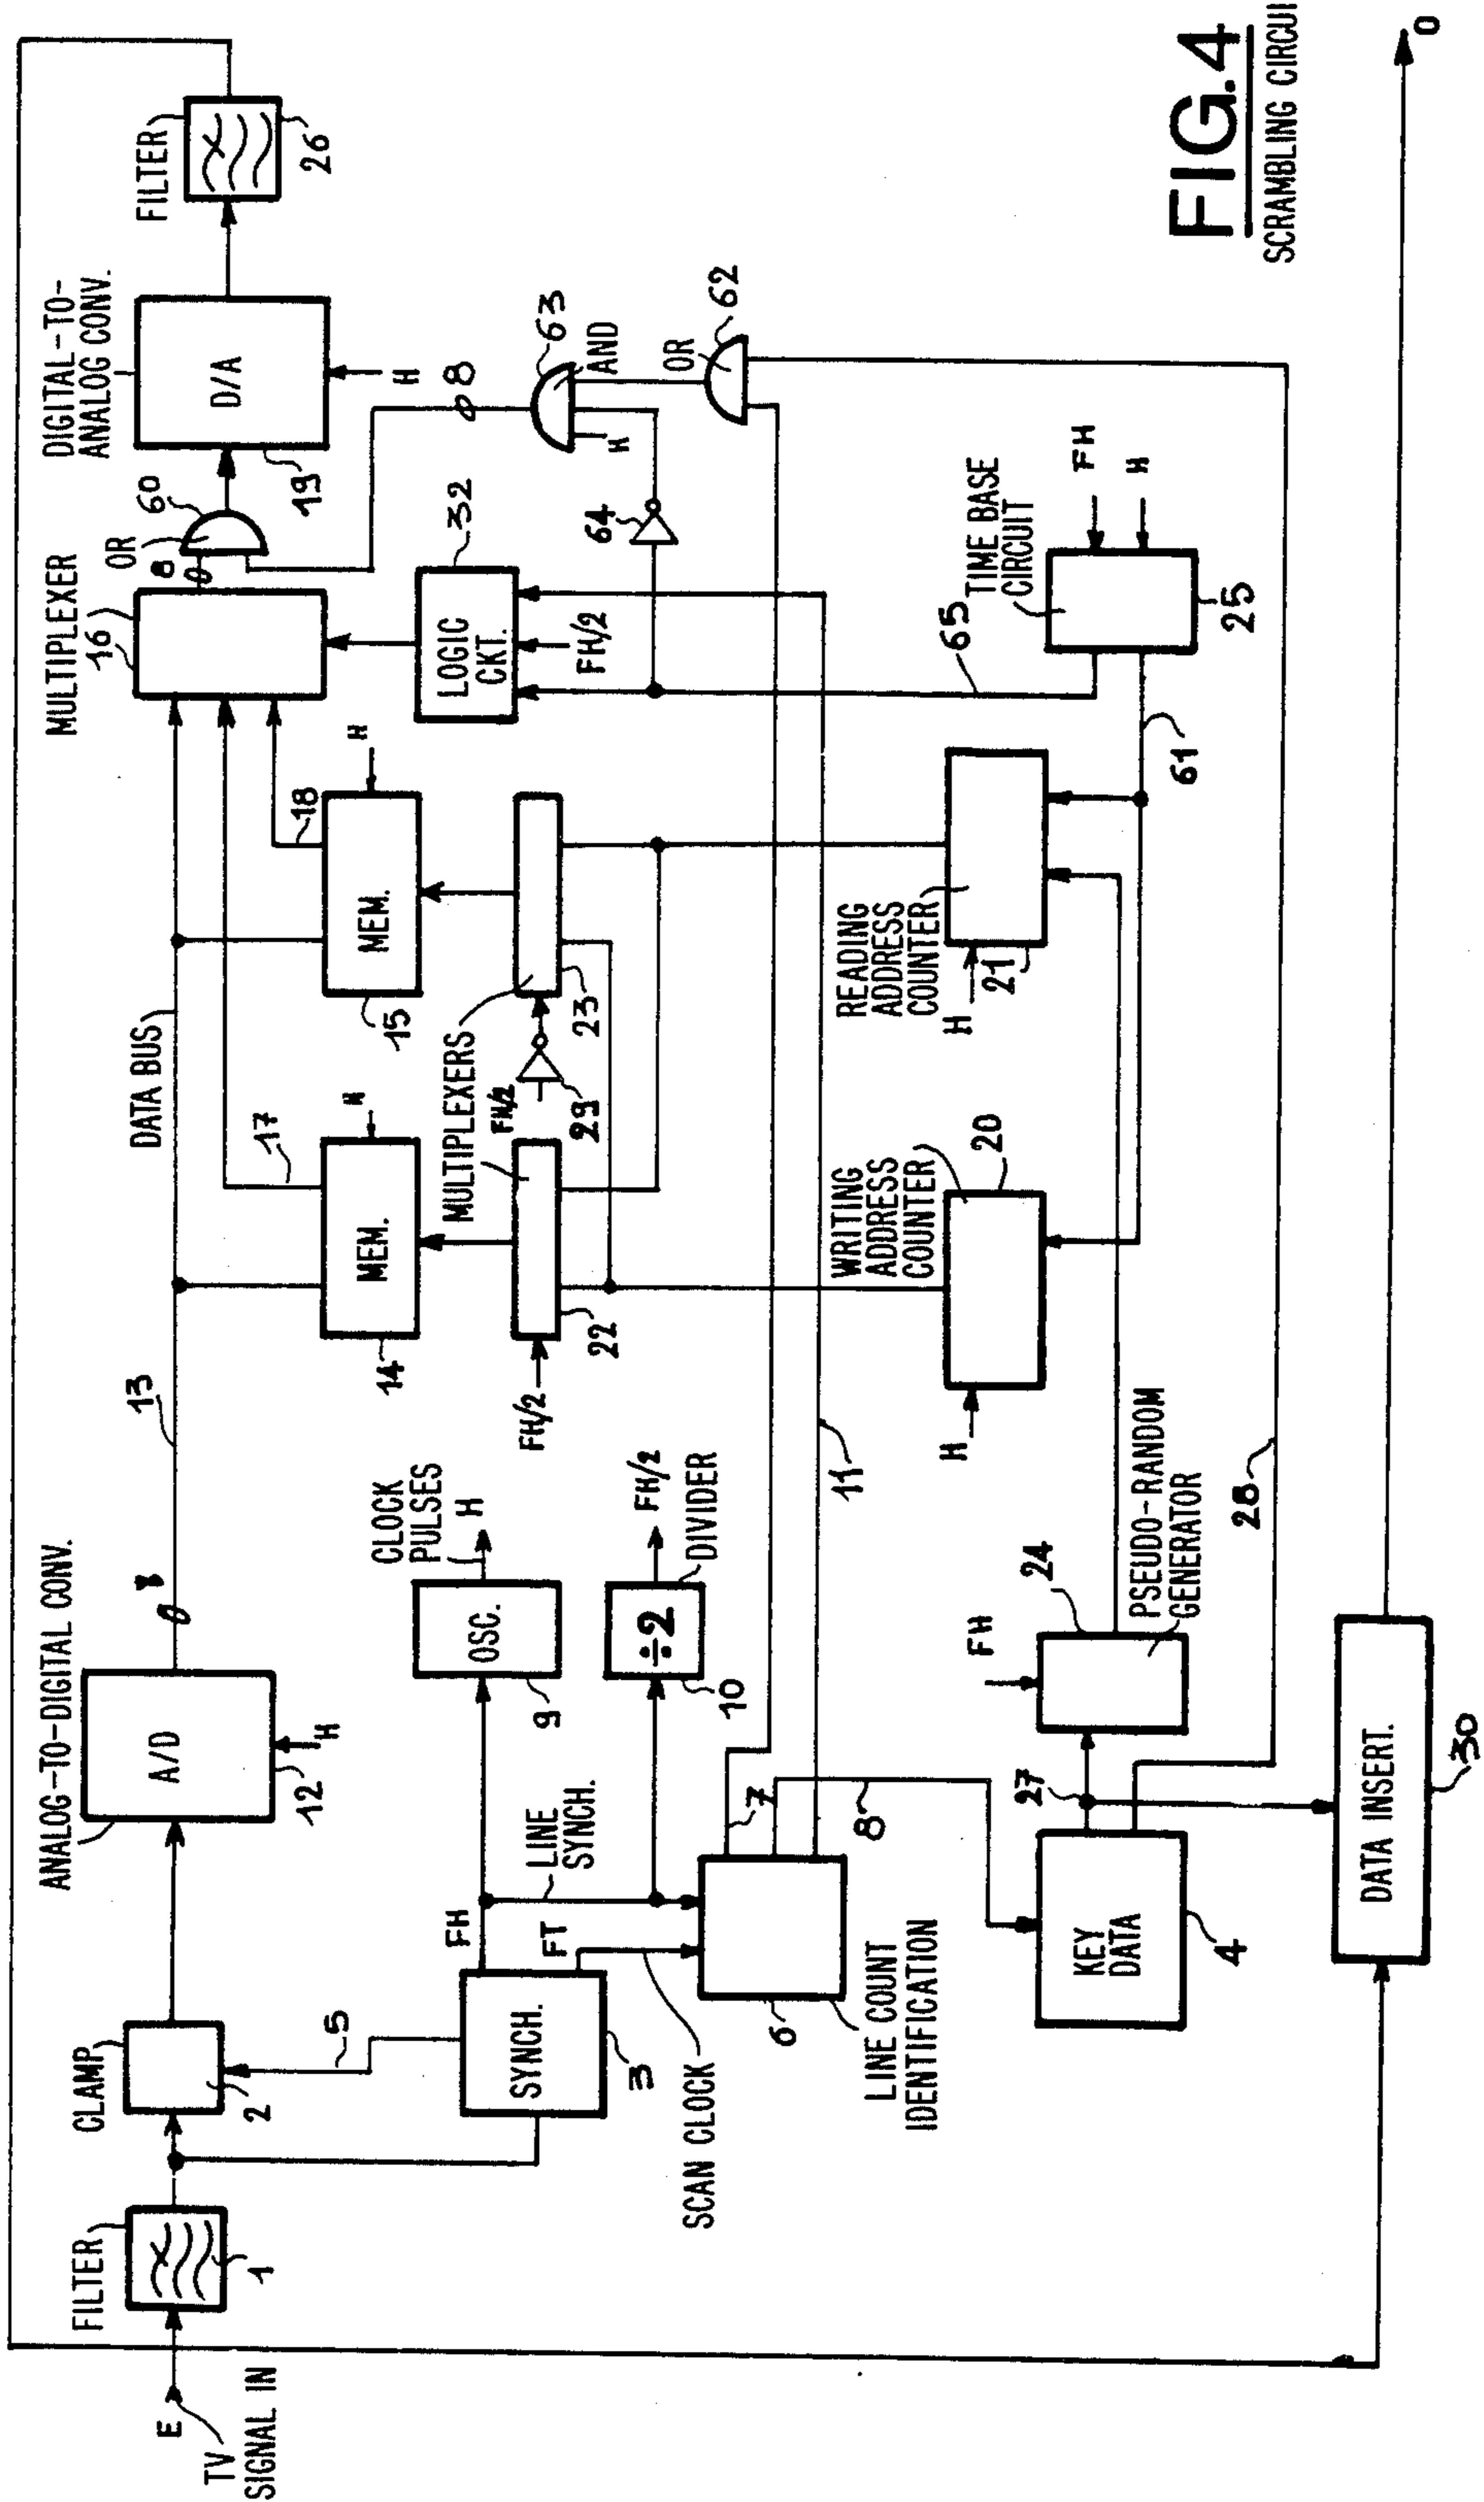 FILTER
1
E
TV
SIGNAL IN
CLAMP
2
5
SYNCH.
3
FH
FT
LINE
SYNCH.
SCAN CLOCK
6
LINE COUNT
IDENTIFICATION
ANALOG-TO-DIGITAL CONV.
A/D
12
H
8
13
OSC.
9
CLOCK
PULSES
H
÷2
10
FH/2
DIVIDER
7
8
11
KEY
DATA
4
27
FH
24
PSEUDO-RANDOM
GENERATOR
28
DATA INSERT.
30
DATA BUS
17
18
MEM.
14
H
MEM.
15
H
MULTIPLEXERS
FH/2
22
FH/2
29
23
WRITING
ADDRESS
COUNTER
20
H
READING
ADDRESS
COUNTER
21
H
61
65
TIME BASE
CIRCUIT
25
FH
H
MULTIPLEXER
16
8
OR
60
LOGIC
CKT.
32
FH/2
64
H
63
AND
OR
62
8
DIGITAL-TO-
ANALOG CONV.
D/A
19
H
FILTER
26
O
FIG.4
SCRAMBLING CIRCUI